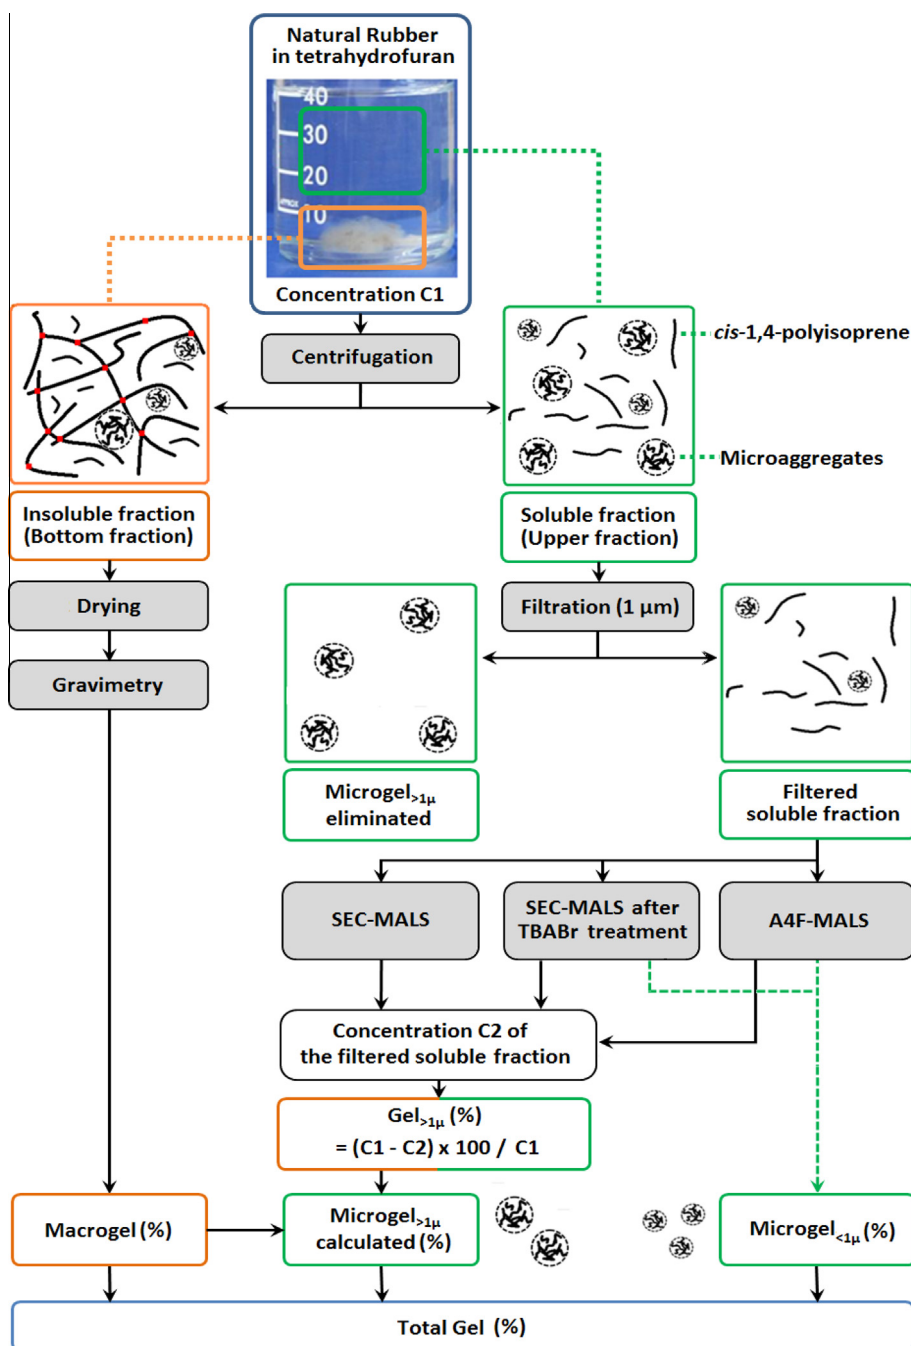 Natural Rubber
in tetrahydrofuran
40
30
20
10
Concentration C1
Centrifugation
cis-1,4-polyisoprene
Microaggregates
Insoluble fraction
(Bottom fraction)
Soluble fraction
(Upper fraction)
Drying
Filtration (1 µm)
Gravimetry
Microgel>1µ
eliminated
Filtered
soluble fraction
SEC-MALS
SEC-MALS after
TBABr treatment
A4F-MALS
Concentration C2 of
the filtered soluble fraction
Gel>1µ (%)
= (C1 - C2) x 100 / C1
Macrogel (%)
Microgel>1µ
calculated (%)
Microgel<1µ (%)
Total Gel (%)